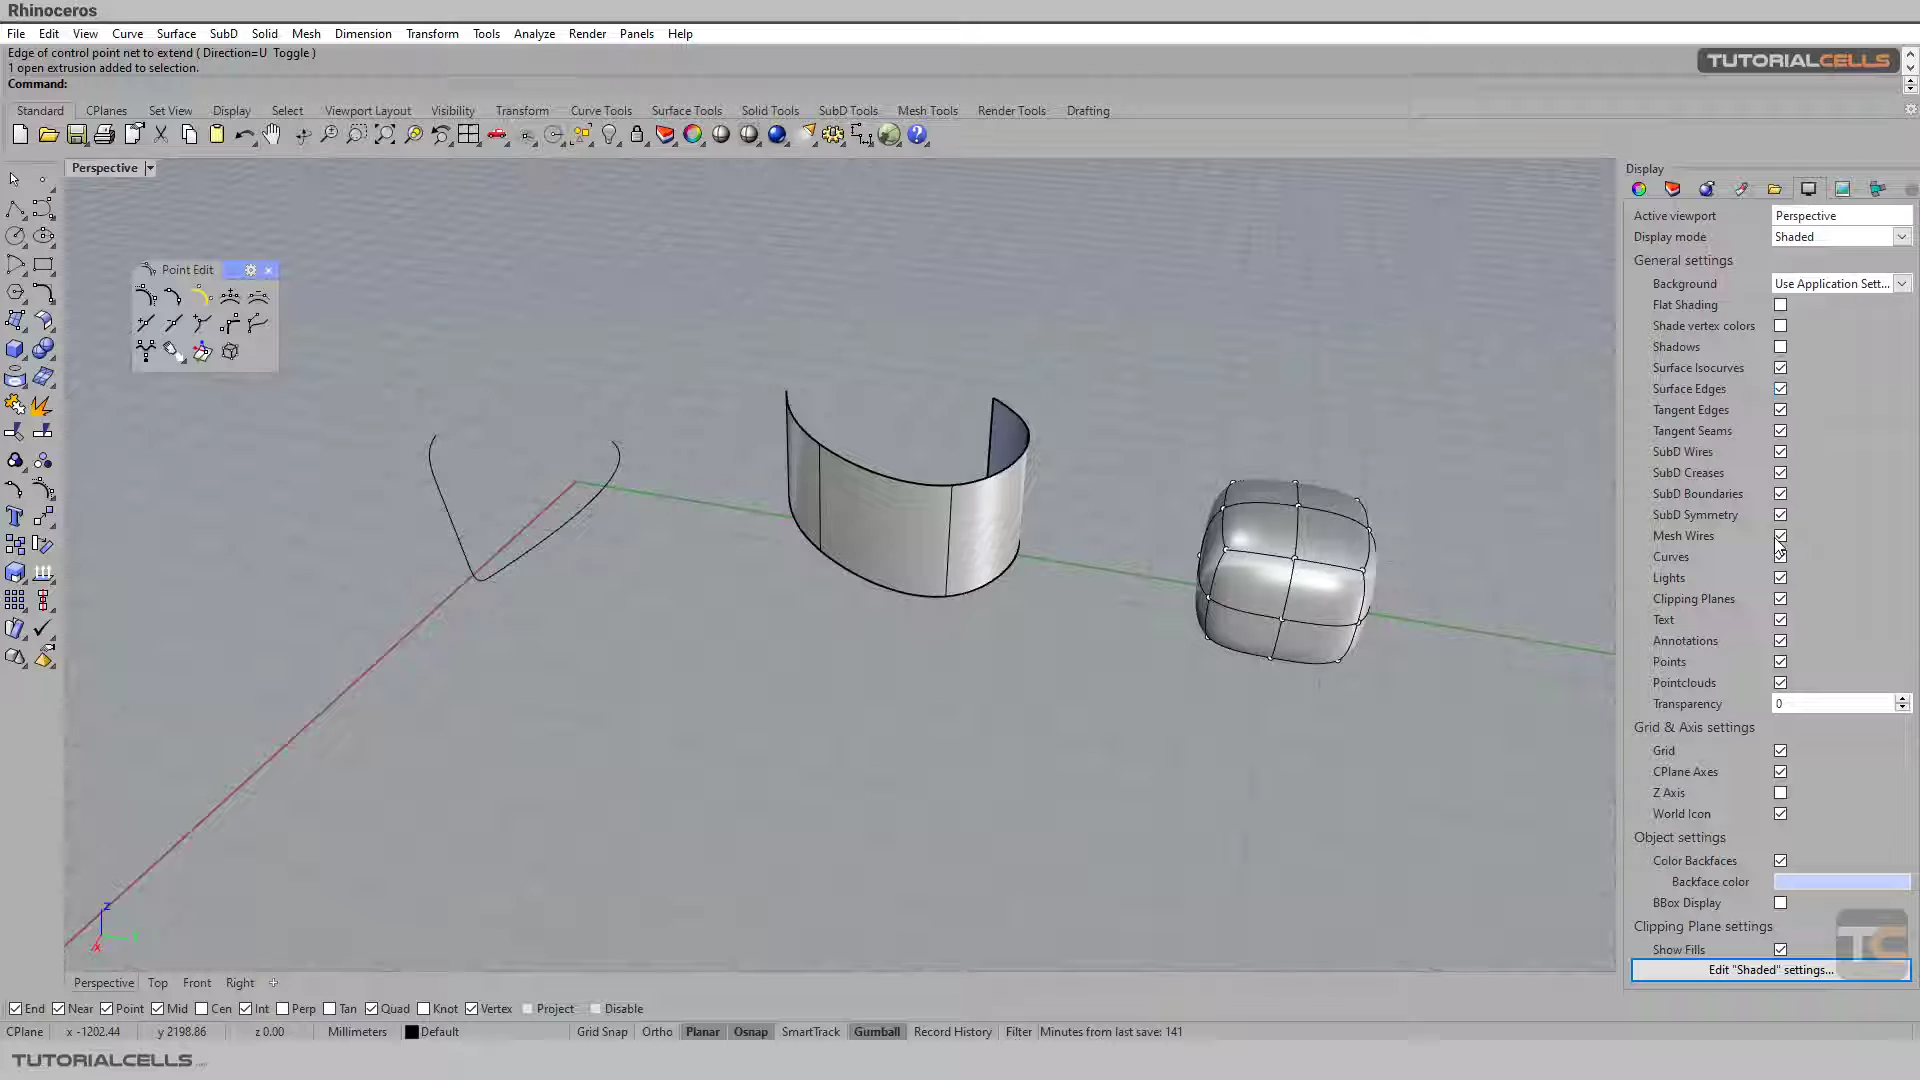 Rhinoceros
File Edit View Curve Surface SubD Solid Mesh Dimension Transform Tools Analyze Render Panels Help
Edge of control point net to extend ( Direction=U Toggle )
1 open extrusion added to selection.
TUTORIALCELLS
Command:
Standard CPlanes Set View Display Select Viewport Layout Visibility Transform Curve Tools Surface Tools Solid Tools SubD Tools Mesh Tools Render Tools Drafting
Perspective
Point Edit
Display
Active viewport Perspective
Display mode Shaded
General settings
Background Use Application Sett...
Flat Shading
Shade vertex colors
Shadows
Surface Isocurves
Surface Edges
Tangent Edges
Tangent Seams
SubD Wires
SubD Creases
SubD Boundaries
SubD Symmetry
Mesh Wires
Curves
Lights
Clipping Planes
Text
Annotations
Points
Pointclouds
Transparency 0
Grid & Axis settings
Grid
CPlane Axes
Z Axis
World Icon
Object settings
Color Backfaces
Backface color
BBox Display
Clipping Plane settings
Show Fills
TC
Edit "Shaded" settings...
z
Y
x
Perspective Top Front Right
End Near Point Mid Cen Int Perp Tan Quad Knot Vertex Project Disable
CPlane x -1202.44 y 2198.86 z 0.00 Millimeters Default Grid Snap Ortho Planar Osnap SmartTrack Gumball Record History Filter Minutes from last save: 141
TUTORIALCELLS